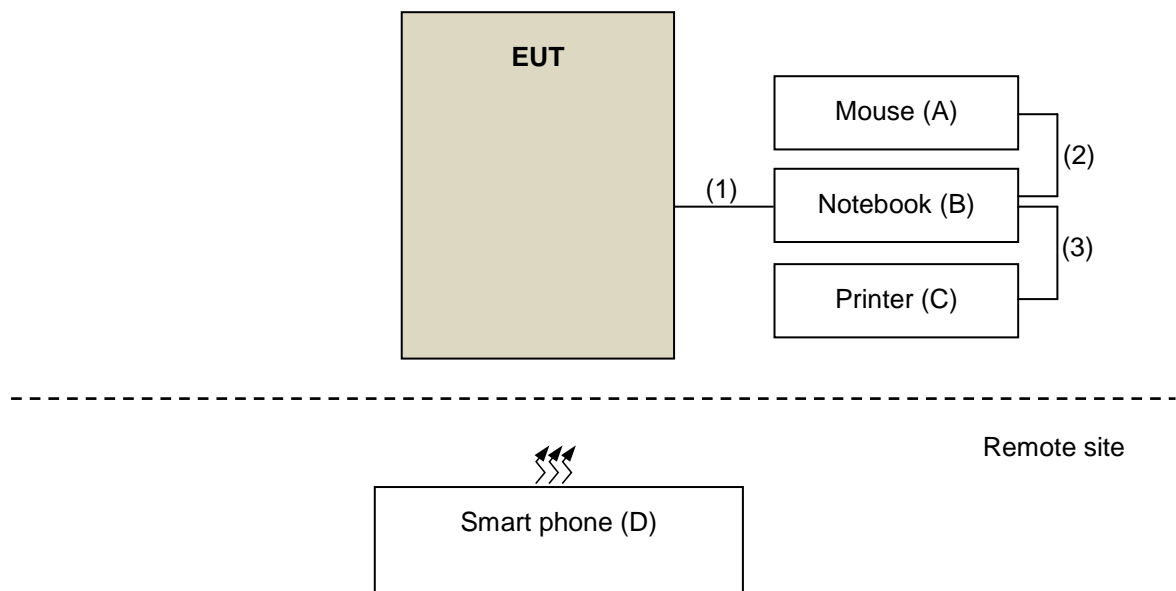 EUT
Mouse (A)
(2)
(1)
Notebook (B)
(3)
Printer (C)
Remote site
Smart phone (D)